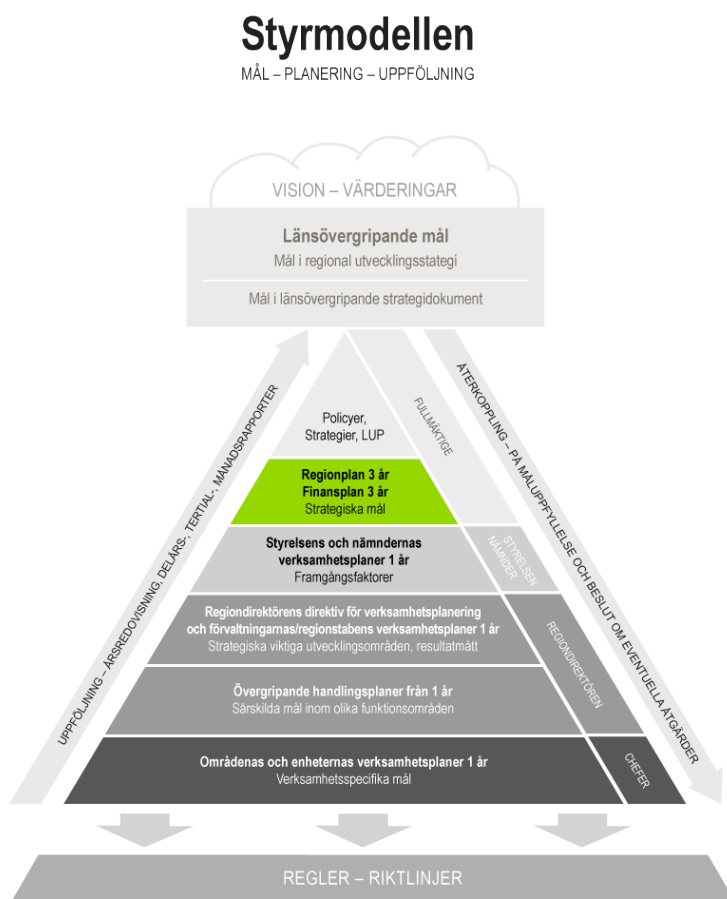 Styrmodellen
MÅL – PLANERING – UPPFÖLJNING
VISION – VÄRDERINGAR
Länsövergripande mål
Mål i regional utvecklingsstategi
Mål i länsövergripande strategidokument
UPPFÖLJNING – ÅRSREDOVISNING, DELÅRS-, TERTIAL-, MÅNADSRAPPORTER
ÅTERKOPPLING – PÅ MÅLUPPFYLLELSE OCH BESLUT OM EVENTUELLA ÅTGÄRDER
Policyer,
Strategier, LUP
FULLMÄKTIGE
Regionplan 3 år
Finansplan 3 år
Strategiska mål
Styrelsens och nämndernas
verksamhetsplaner 1 år
Framgångsfaktorer
STYRELSEN
NÄMNDER
Regiondirektörens direktiv för verksamhetsplanering
och förvaltningarnas/regionstabens verksamhetsplaner 1 år
Strategiska viktiga utvecklingsområden, resultatmått
REGIONDIREKTÖREN
Övergripande handlingsplaner från 1 år
Särskilda mål inom olika funktionsområden
Områdenas och enheternas verksamhetsplaner 1 år
Verksamhetsspecifika mål
CHEFER
REGLER – RIKTLINJER